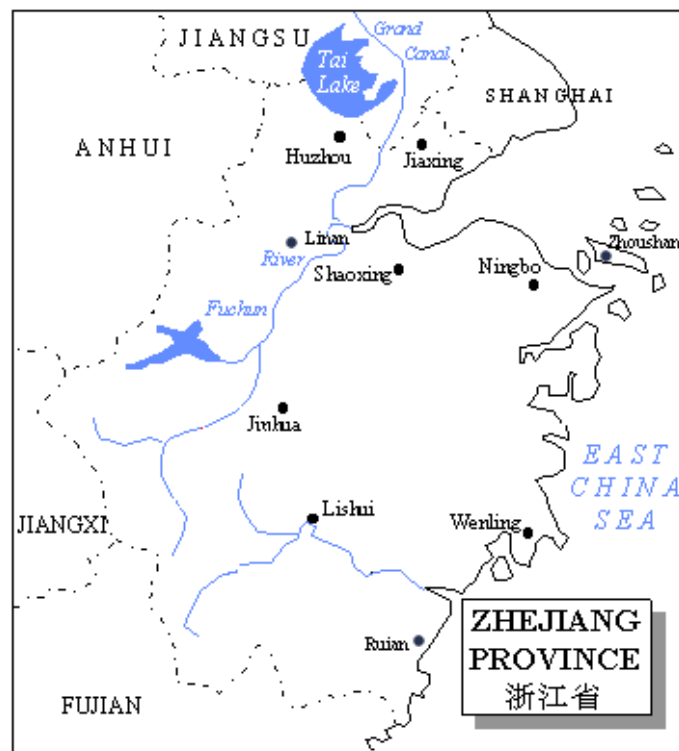 JIANGSU
Grand
Canal
Tai
Lake
SHANGHAI
ANHUI
Huzhou
Jiaxing
Linan
Zhoushan
River
Shaoxing
Ningbo
Fuchun
Jinhua
EAST
CHINA
SEA
Lishui
JIANGXI
Wenling
Ruian
ZHEJIANG
PROVINCE
浙江省
FUJIAN